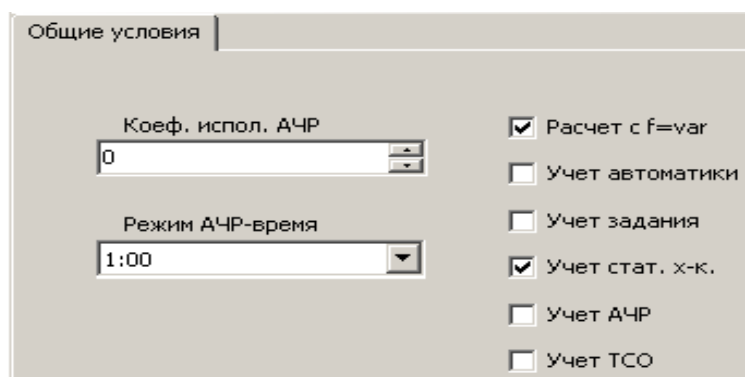 Общие условия
Коеф. испол. АЧР
0
Режим АЧР-время
1:00
Расчет с f=var
Учет автоматики
Учет задания
Учет стат. х-к.
Учет АЧР
Учет ТСО